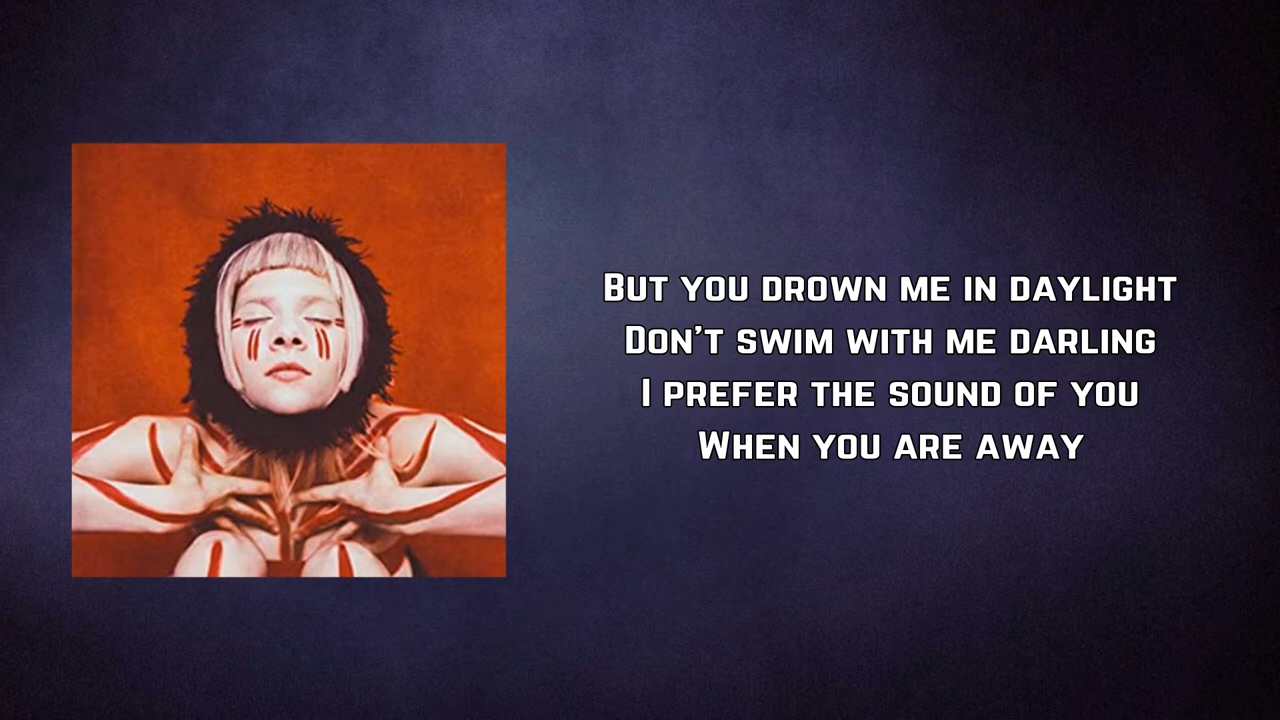 But you drown me in daylight
Don't swim with me darling
I prefer the sound of you
When you are away